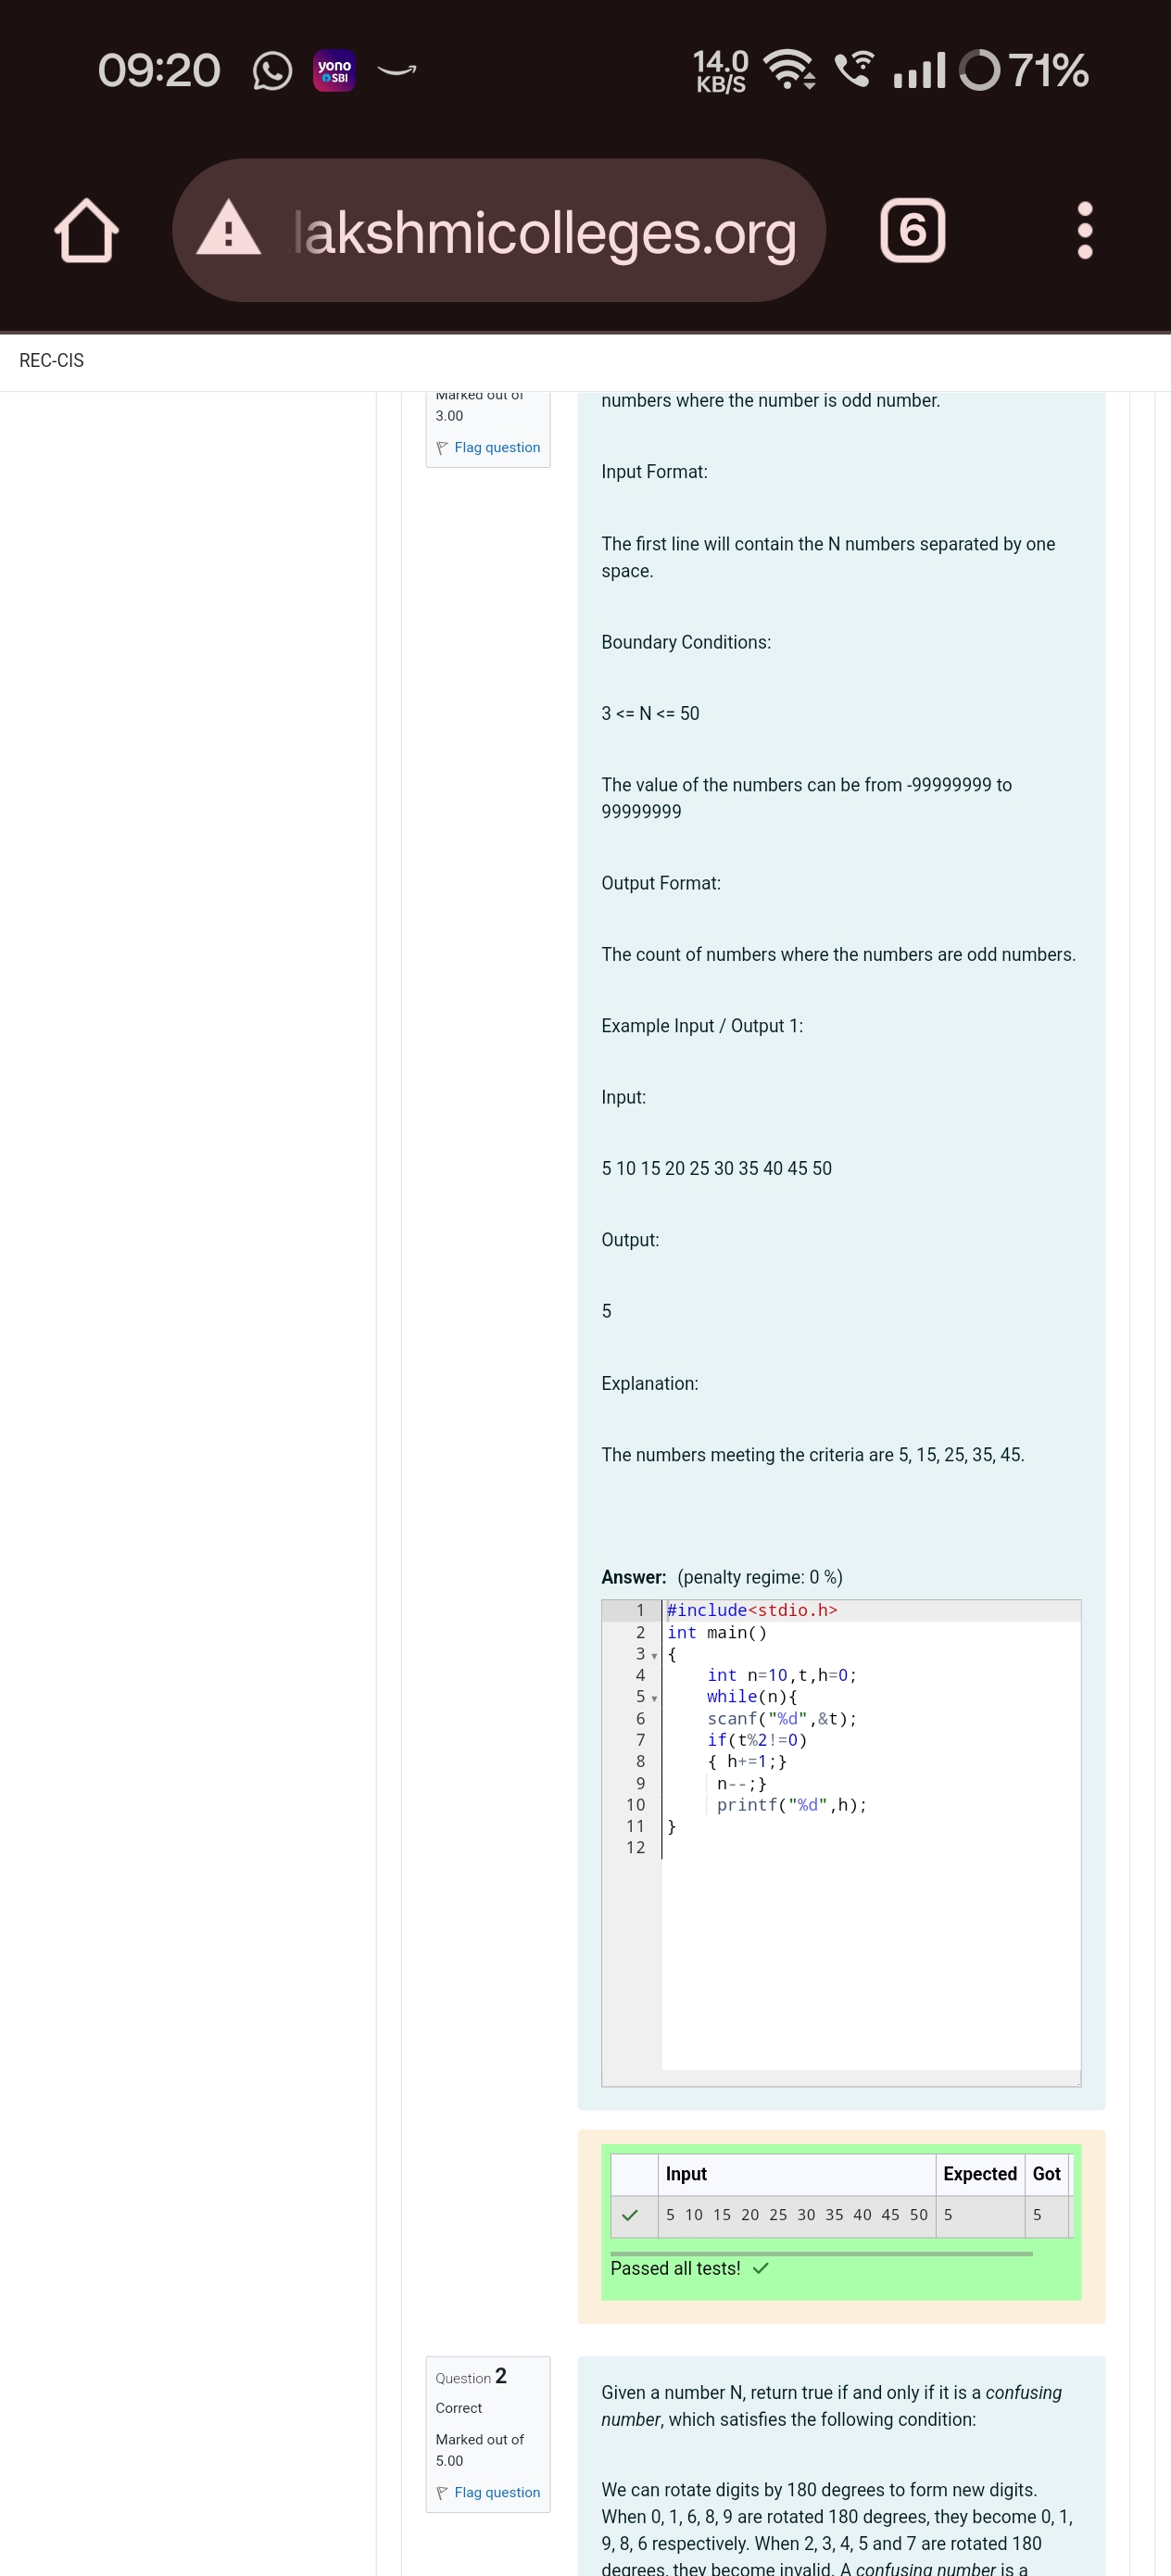 09:20
yono
SBI
14.0
KB/S
71%
lakshmicolleges.org
6
REC-CIS
Marked out of
3.00
Flag question
numbers where the number is odd number.
Input Format:
The first line will contain the N numbers separated by one
space.
Boundary Conditions:
3 <= N <= 50
The value of the numbers can be from -99999999 to
99999999
Output Format:
The count of numbers where the numbers are odd numbers.
Example Input / Output 1:
Input:
5 10 15 20 25 30 35 40 45 50
Output:
5
Explanation:
The numbers meeting the criteria are 5, 15, 25, 35, 45.
Answer: (penalty regime: 0 %)
1 #include<stdio.h>
2 int main()
3 {
4     int n=10,t,h=0;
5     while(n){
6     scanf("%d",&t);
7     if(t%2!=0)
8     { h+=1;}
9      n--;}
10      printf("%d",h);
11 }
12
Input Expected Got
5 10 15 20 25 30 35 40 45 50 5 5
Passed all tests!
Question 2
Correct
Marked out of
5.00
Flag question
Given a number N, return true if and only if it is a confusing
number, which satisfies the following condition:
We can rotate digits by 180 degrees to form new digits.
When 0, 1, 6, 8, 9 are rotated 180 degrees, they become 0, 1,
9, 8, 6 respectively. When 2, 3, 4, 5 and 7 are rotated 180
degrees, they become invalid. A confusing number is a